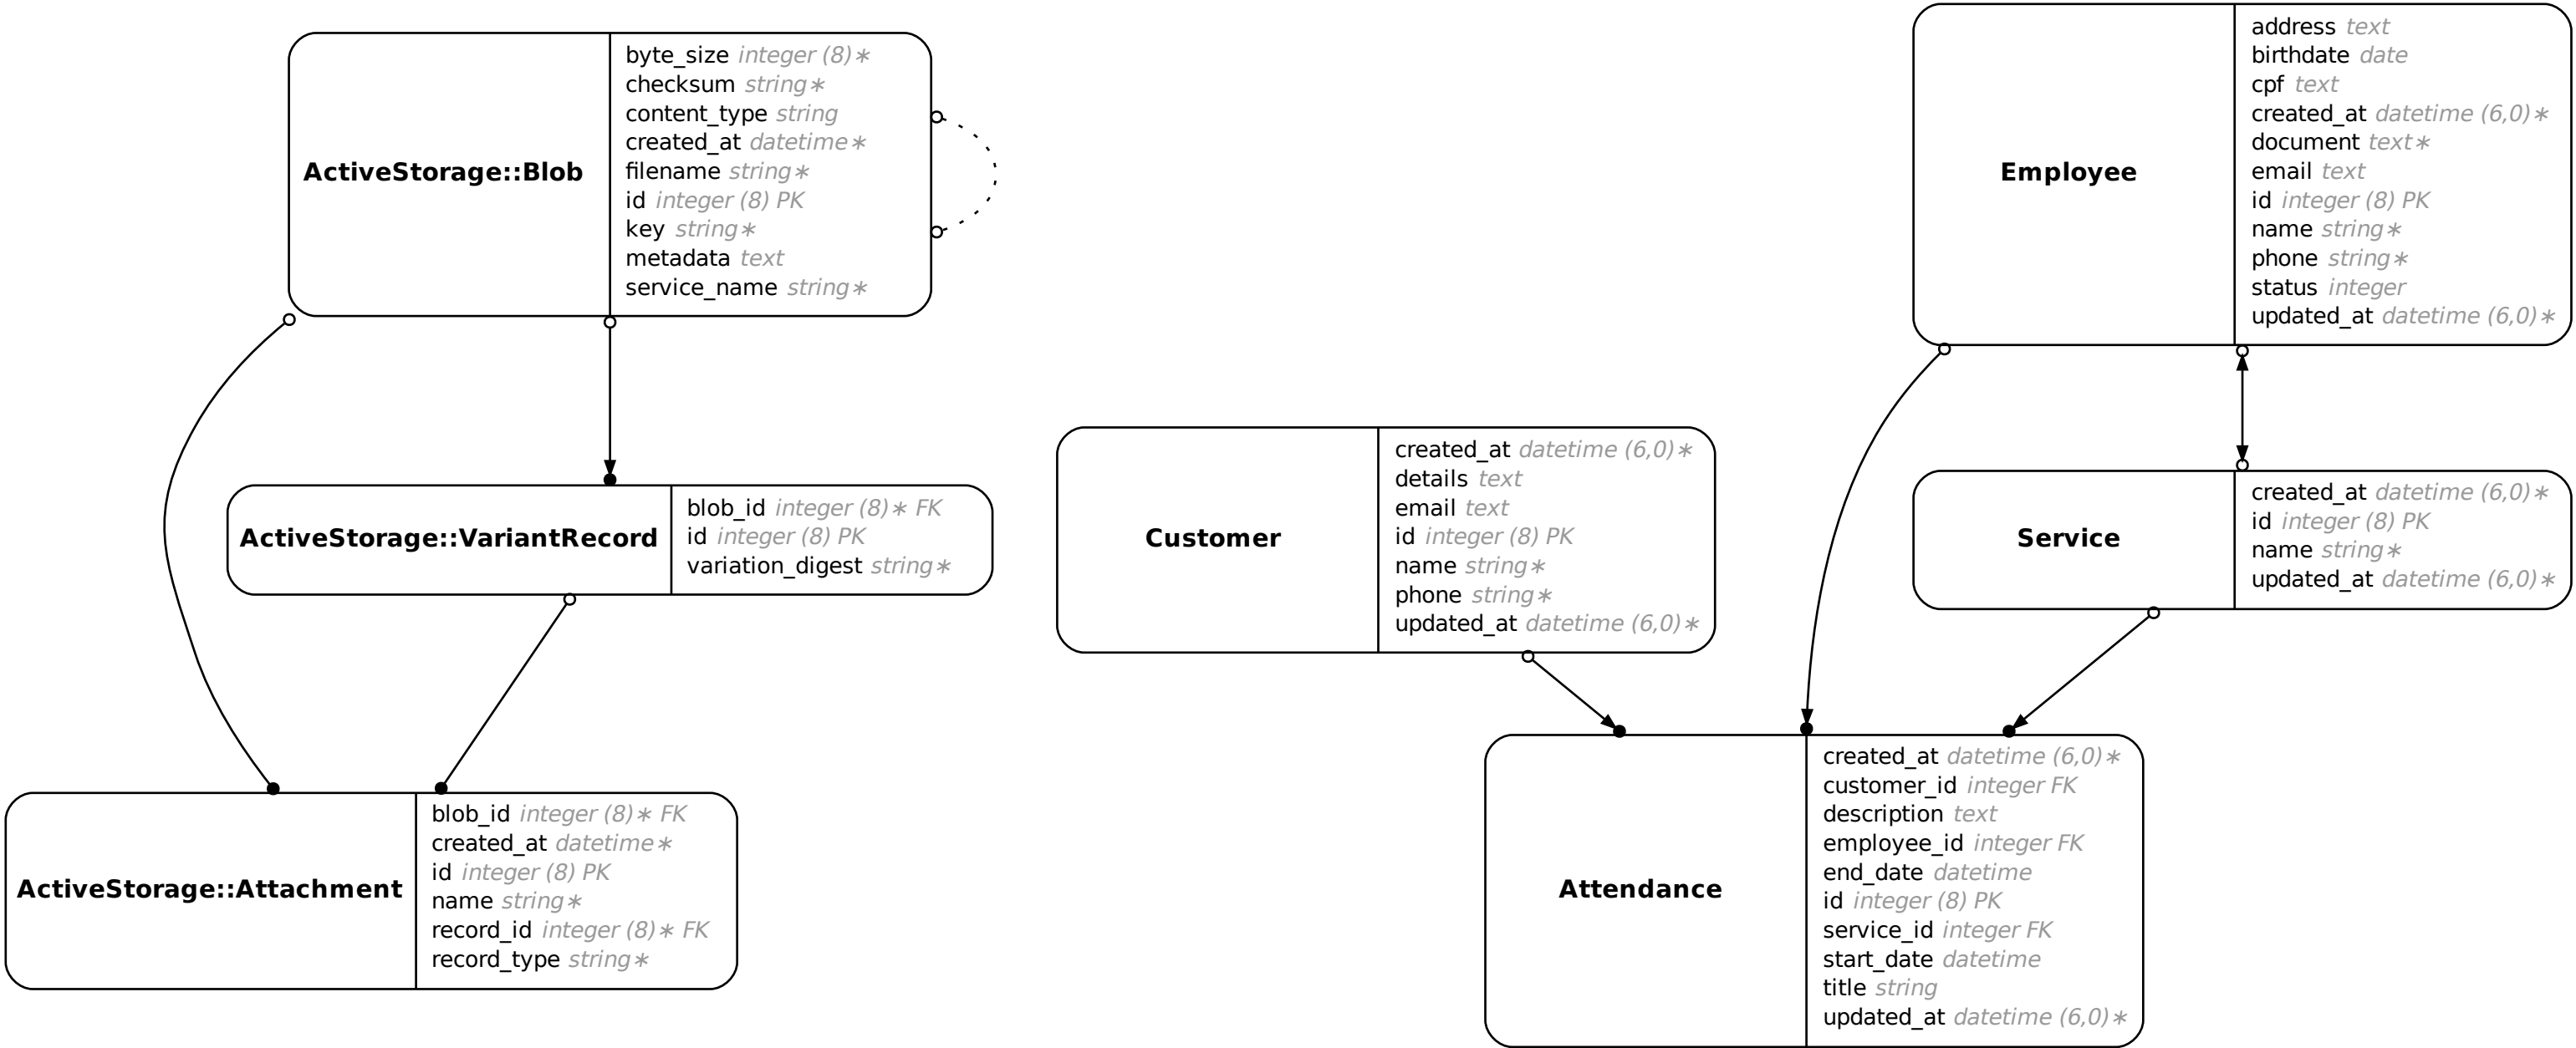 ActiveStorage::Blob
byte_size integer (8)∗
checksum string∗
content_type string
created_at datetime∗
filename string∗
id integer (8) PK
key string∗
metadata text
service_name string∗
Employee
address text
birthdate date
cpf text
created_at datetime (6,0)∗
document text∗
email text
id integer (8) PK
name string∗
phone string∗
status integer
updated_at datetime (6,0)∗
ActiveStorage::VariantRecord
blob_id integer (8)∗ FK
id integer (8) PK
variation_digest string∗
Customer
created_at datetime (6,0)∗
details text
email text
id integer (8) PK
name string∗
phone string∗
updated_at datetime (6,0)∗
Service
created_at datetime (6,0)∗
id integer (8) PK
name string∗
updated_at datetime (6,0)∗
ActiveStorage::Attachment
blob_id integer (8)∗ FK
created_at datetime∗
id integer (8) PK
name string∗
record_id integer (8)∗ FK
record_type string∗
Attendance
created_at datetime (6,0)∗
customer_id integer FK
description text
employee_id integer FK
end_date datetime
id integer (8) PK
service_id integer FK
start_date datetime
title string
updated_at datetime (6,0)∗